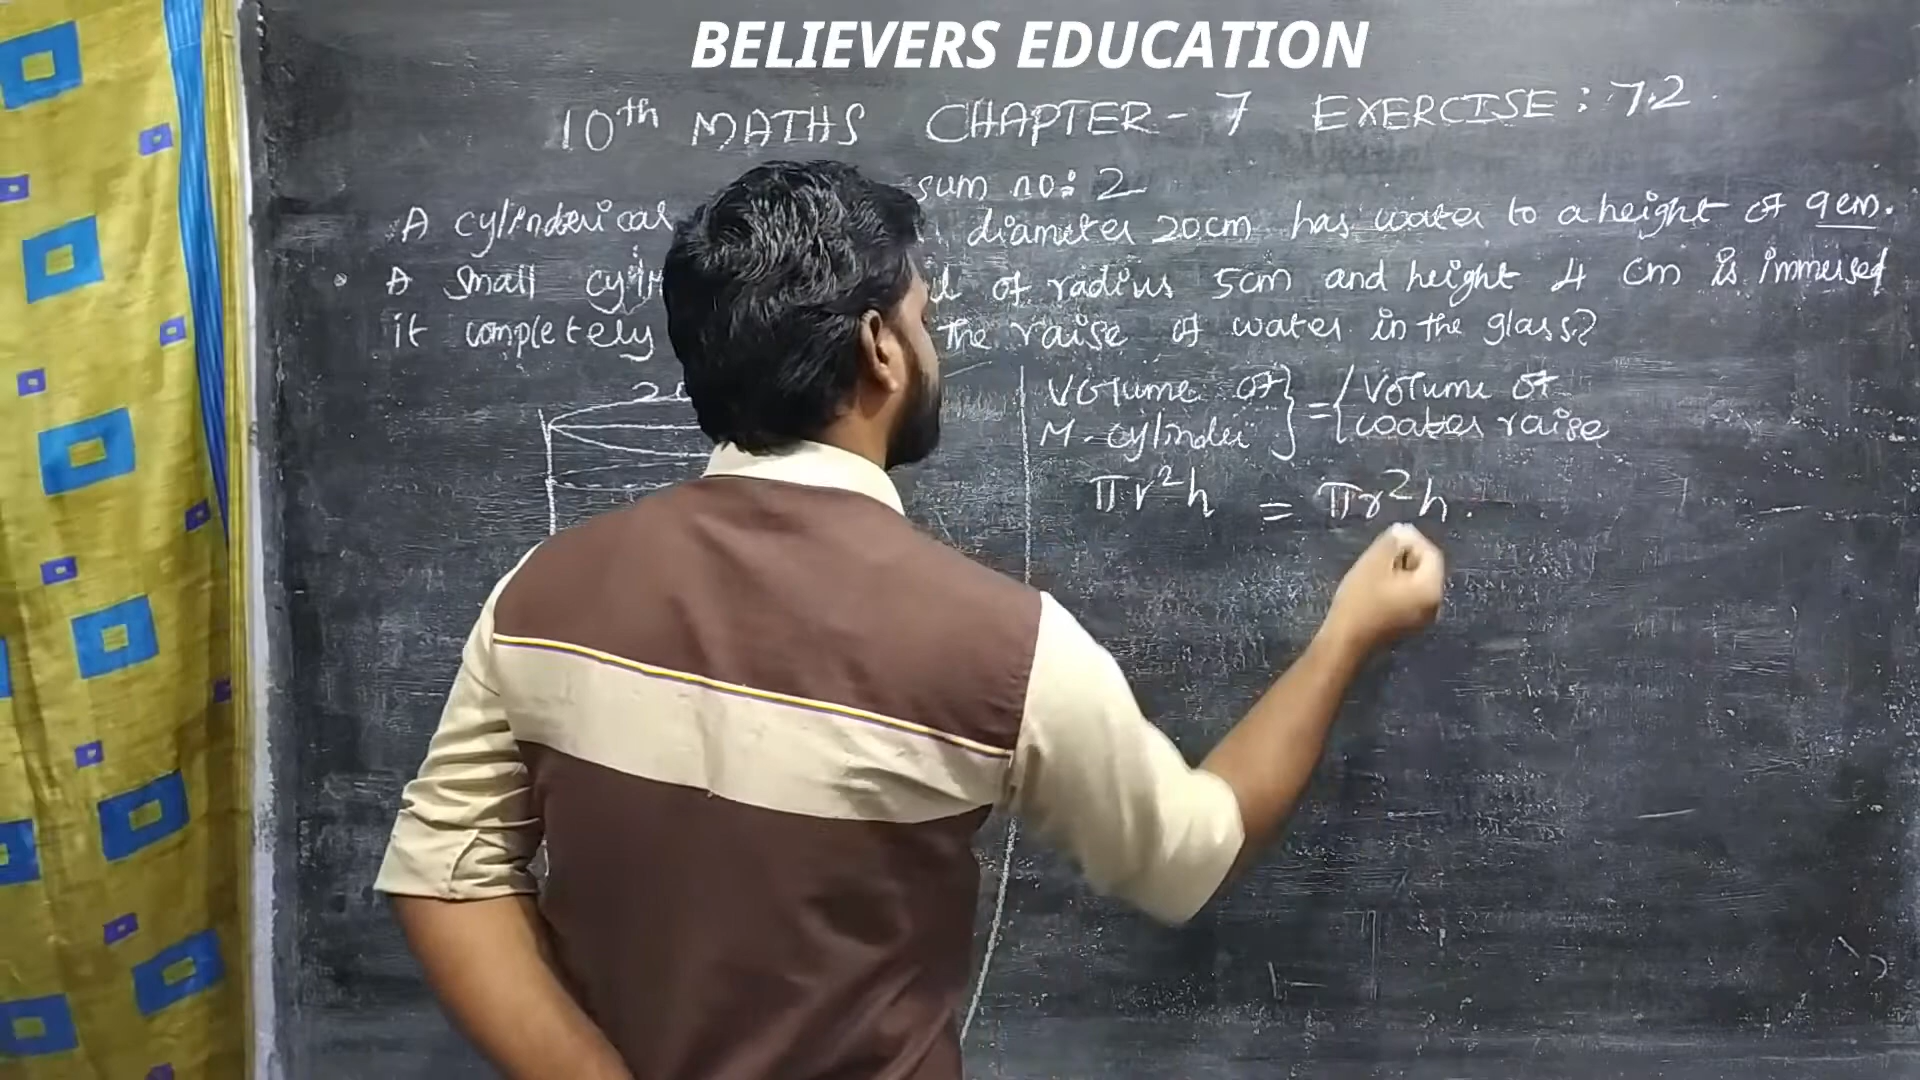 BELIEVERS EDUCATION
10th MATHS CHAPTER - 7 EXERCISE : 7.2
sum no: 2
A cylinderical diameter 20cm has water to a height of 9cm.
A small of radius 5cm and height 4 cm is immersed
it completely the raise of water in the glass?
Volume of } = { Volume of
M. cylinder water raise
πr²h = πr²h.